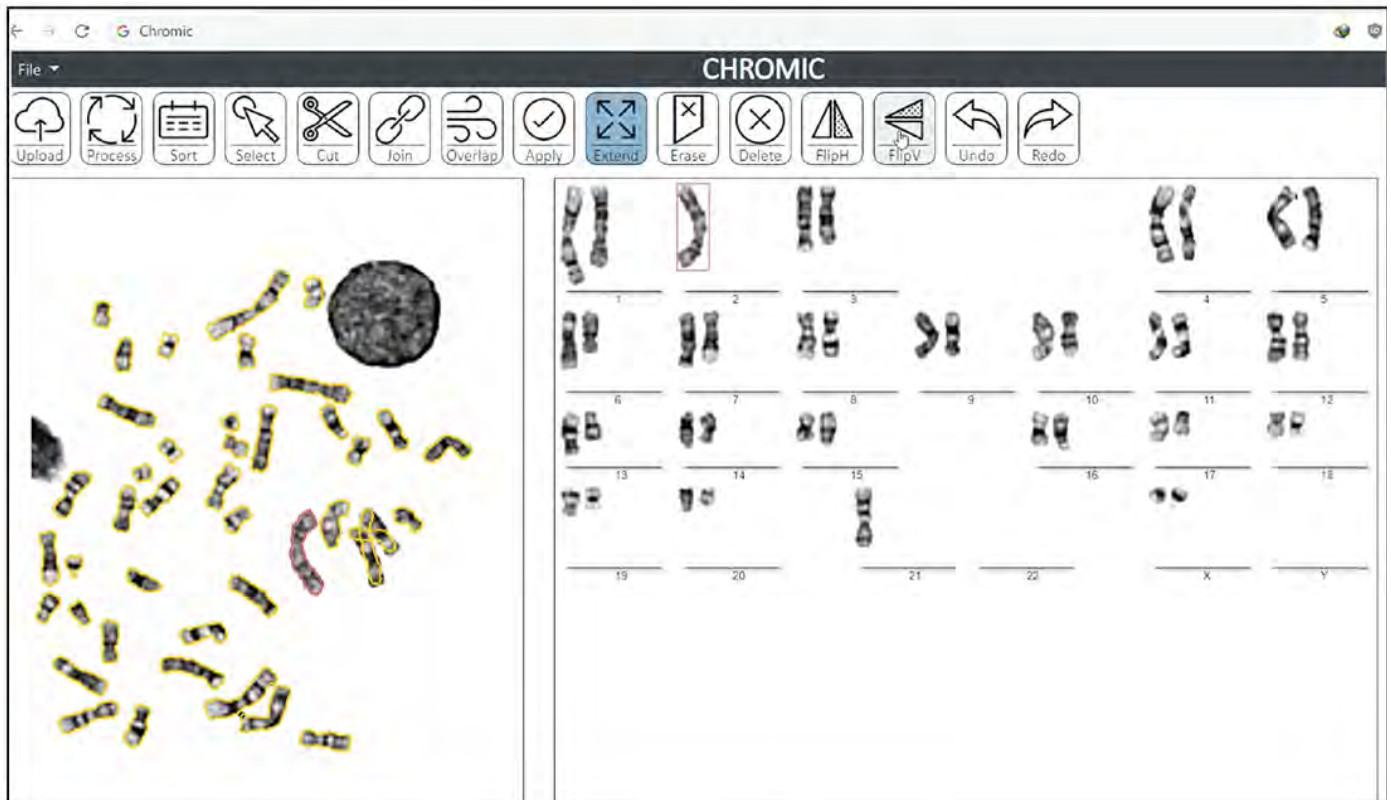 Chromic
File
CHROMIC
Upload Process Sort Select Cut Join Overlap Apply Extend Erase Delete FlipH FlipV Undo Redo
1 2 3 4 5
6 7 8 9 10 11 12
13 14 15 16 17 18
19 20 21 22 X Y